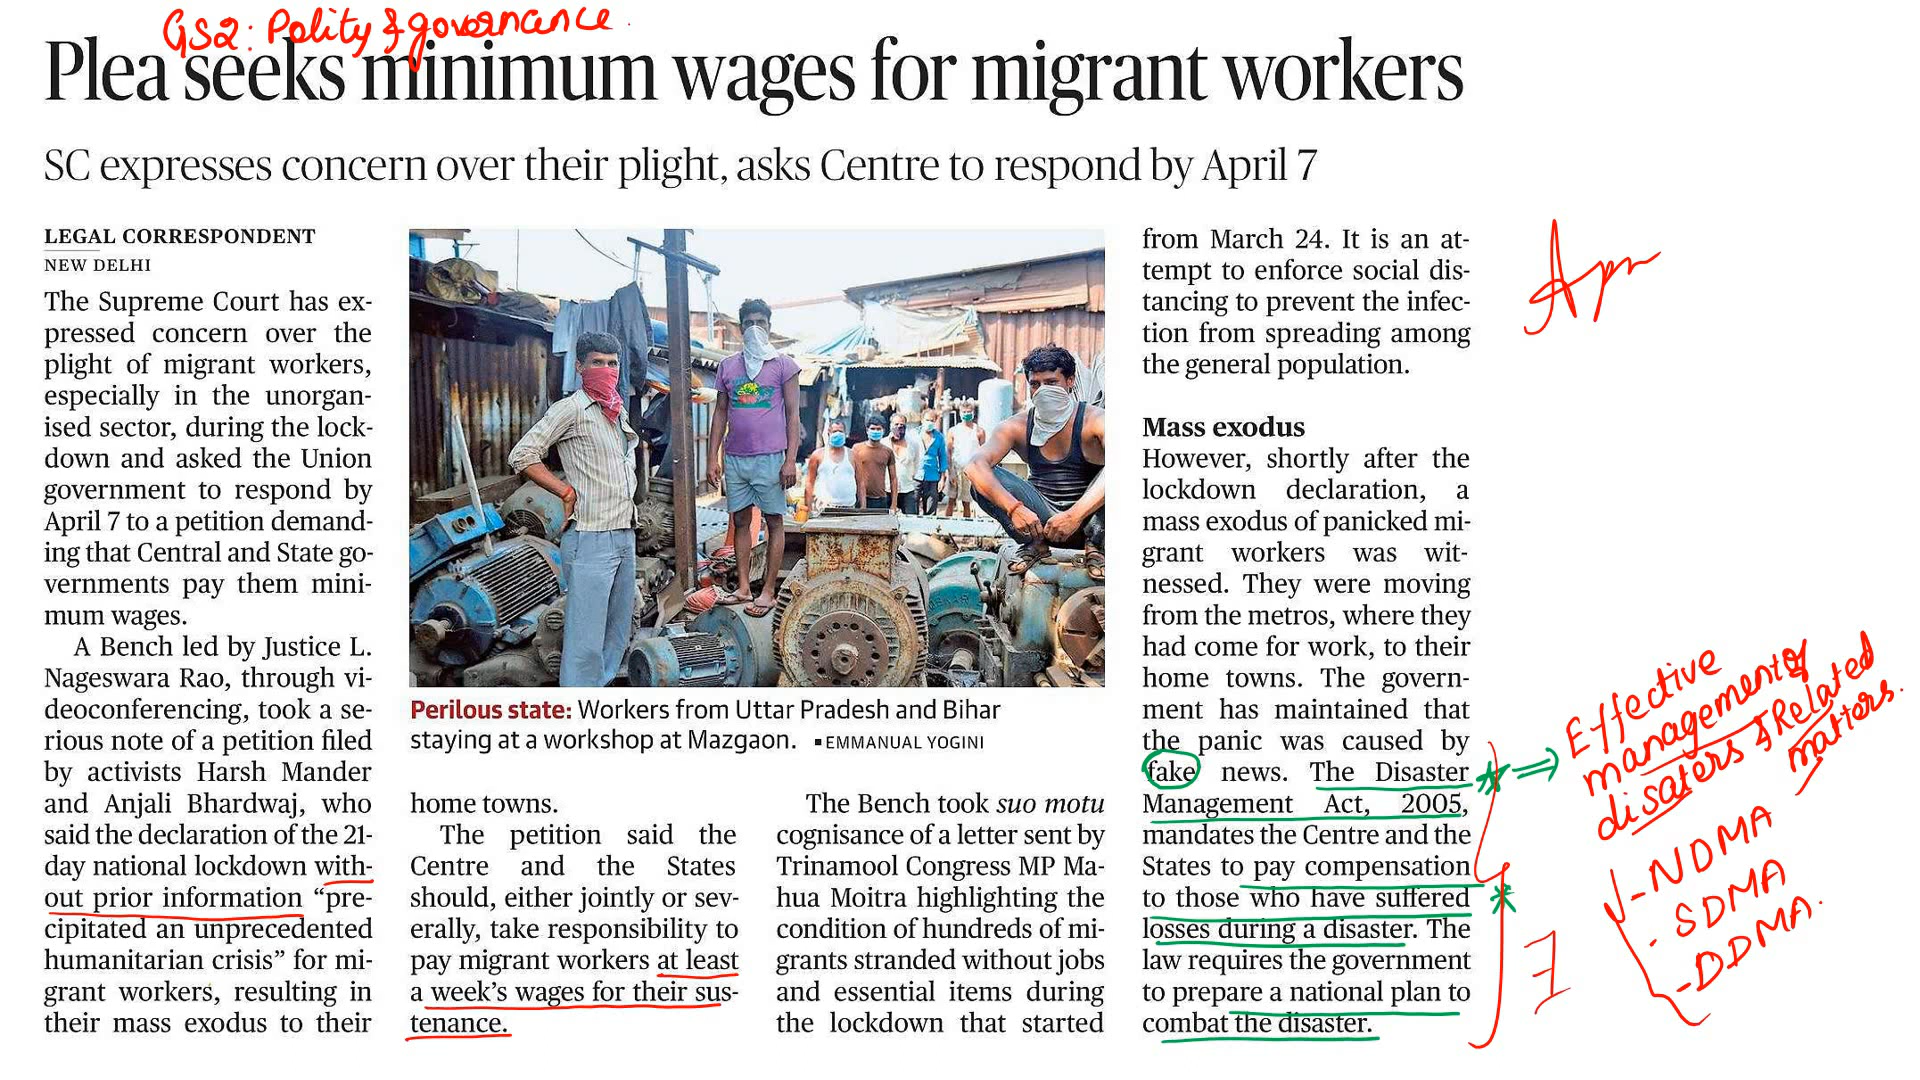 GS2: Polity & governance.
Plea seeks minimum wages for migrant workers
SC expresses concern over their plight, asks Centre to respond by April 7
LEGAL CORRESPONDENT
NEW DELHI
The Supreme Court has ex-
pressed concern over the
plight of migrant workers,
especially in the unorgan-
ised sector, during the lock-
down and asked the Union
government to respond by
April 7 to a petition demand-
ing that Central and State go-
vernments pay them mini-
mum wages.
A Bench led by Justice L.
Nageswara Rao, through vi-
deoconferencing, took a se-
rious note of a petition filed
by activists Harsh Mander
and Anjali Bhardwaj, who
said the declaration of the 21-
day national lockdown with-
out prior information “pre-
cipitated an unprecedented
humanitarian crisis” for mi-
grant workers, resulting in
their mass exodus to their
Perilous state: Workers from Uttar Pradesh and Bihar
staying at a workshop at Mazgaon. ▪EMMANUAL YOGINI
home towns.
The petition said the
Centre and the States
should, either jointly or sev-
erally, take responsibility to
pay migrant workers at least
a week’s wages for their sus-
tenance.
The Bench took suo motu
cognisance of a letter sent by
Trinamool Congress MP Ma-
hua Moitra highlighting the
condition of hundreds of mi-
grants stranded without jobs
and essential items during
the lockdown that started
from March 24. It is an at-
tempt to enforce social dis-
tancing to prevent the infec-
tion from spreading among
the general population.
Mass exodus
However, shortly after the
lockdown declaration, a
mass exodus of panicked mi-
grant workers was wit-
nessed. They were moving
from the metros, where they
had come for work, to their
home towns. The govern-
ment has maintained that
the panic was caused by
fake news. The Disaster
Management Act, 2005,
mandates the Centre and the
States to pay compensation
to those who have suffered
losses during a disaster. The
law requires the government
to prepare a national plan to
combat the disaster.
Effective
management of
disaters & Related
matters.
- NDMA
. SDMA
- DDMA.